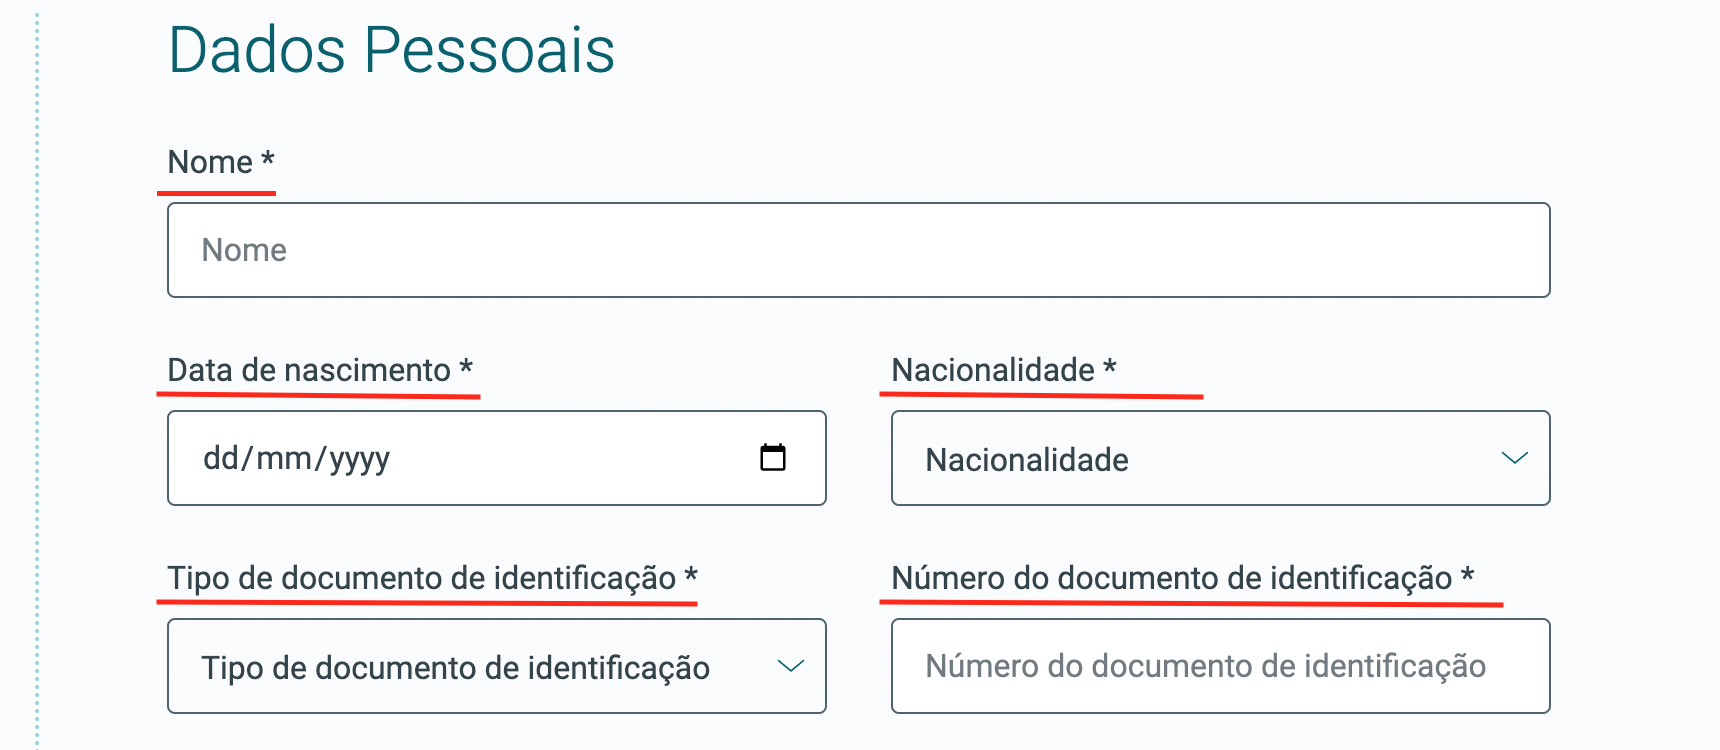 Dados Pessoais
Nome *
Nome
Data de nascimento *
Nacionalidade *
dd/mm/yyyy
Nacionalidade
Tipo de documento de identificação *
Número do documento de identificação *
Tipo de documento de identificação
Número do documento de identificação